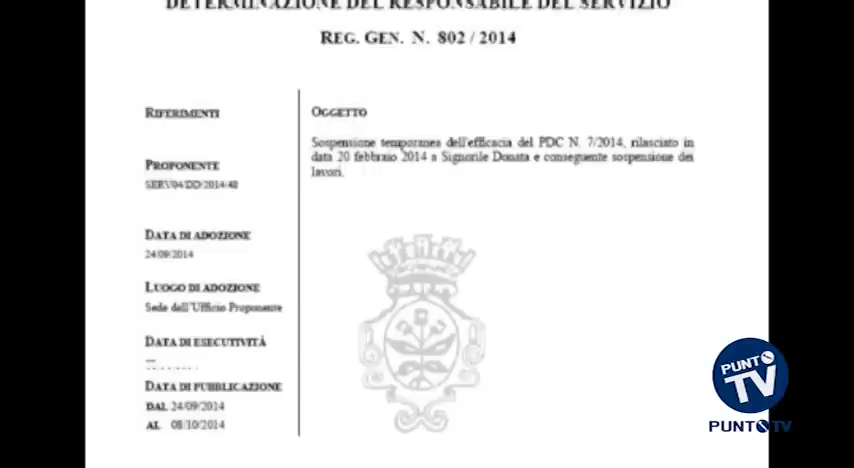 DETERMINAZIONE DEL RESPONSABILE DEL SERVIZIO
REG. GEN. N. 802 / 2014
RIFERIMENTI
OGGETTO
Sospensione temporanea dell'efficacia del PDC N. 7/2014, rilasciato in
data 20 febbraio 2014 a Signorile Donata e conseguente sospensione dei
lavori.
PROPONENTE
SERV04/DD/2014/48
DATA DI ADOZIONE
24/09/2014
LUOGO DI ADOZIONE
Sede dell'Ufficio Proponente
DATA DI ESECUTIVITÀ
DATA DI PUBBLICAZIONE
DAL 24/09/2014
AL 08/10/2014
PUNTO
TV
PUNTO TV